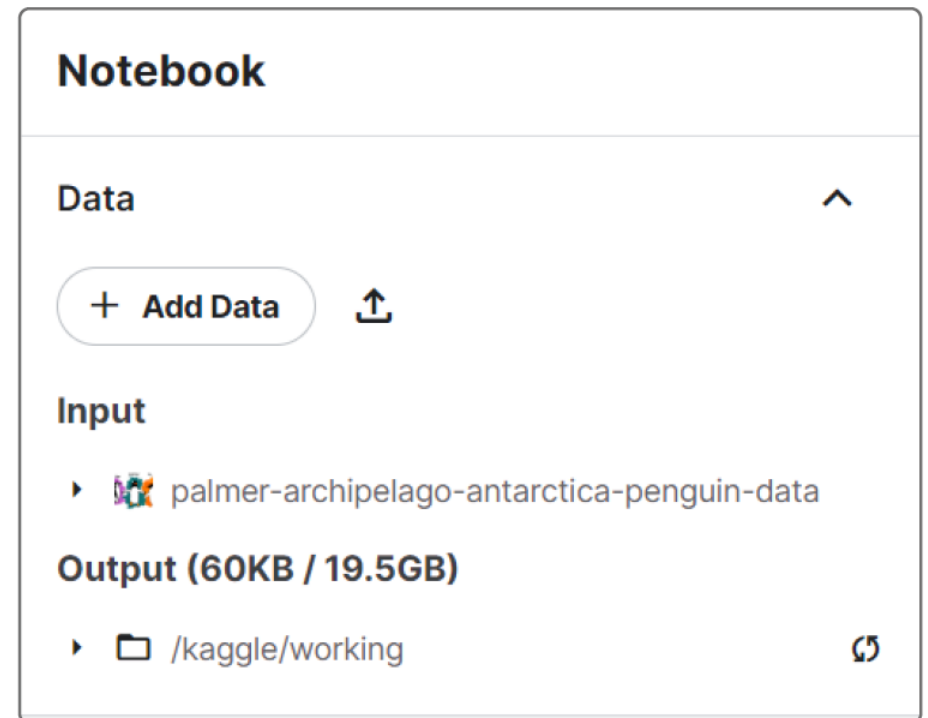 Notebook
Data
+ Add Data
Input
palmer-archipelago-antarctica-penguin-data
Output (60KB / 19.5GB)
/kaggle/working